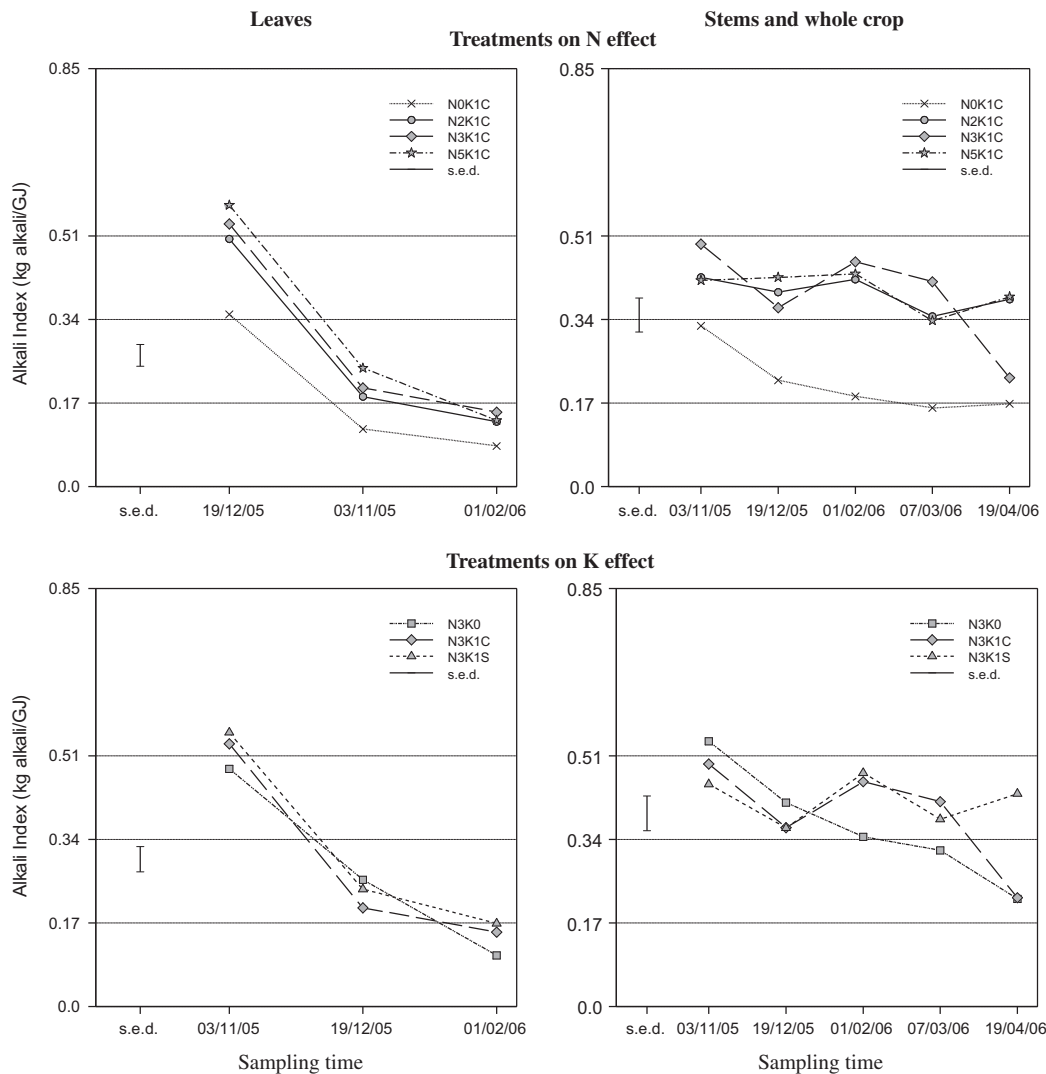 Leaves
Stems and whole crop
Treatments on N effect
0.85
0.51
0.34
0.17
0.0
Alkali Index (kg alkali/GJ)
N0K1C
N2K1C
N3K1C
N5K1C
s.e.d.
s.e.d.
19/12/05
03/11/05
01/02/06
0.85
0.51
0.34
0.17
0.0
N0K1C
N2K1C
N3K1C
N5K1C
s.e.d.
s.e.d.
03/11/05
19/12/05
01/02/06
07/03/06
19/04/06
Treatments on K effect
0.85
0.51
0.34
0.17
0.0
Alkali Index (kg alkali/GJ)
N3K0
N3K1C
N3K1S
s.e.d.
s.e.d.
03/11/05
19/12/05
01/02/06
Sampling time
0.85
0.51
0.34
0.17
0.0
N3K0
N3K1C
N3K1S
s.e.d.
s.e.d.
03/11/05
19/12/05
01/02/06
07/03/06
19/04/06
Sampling time